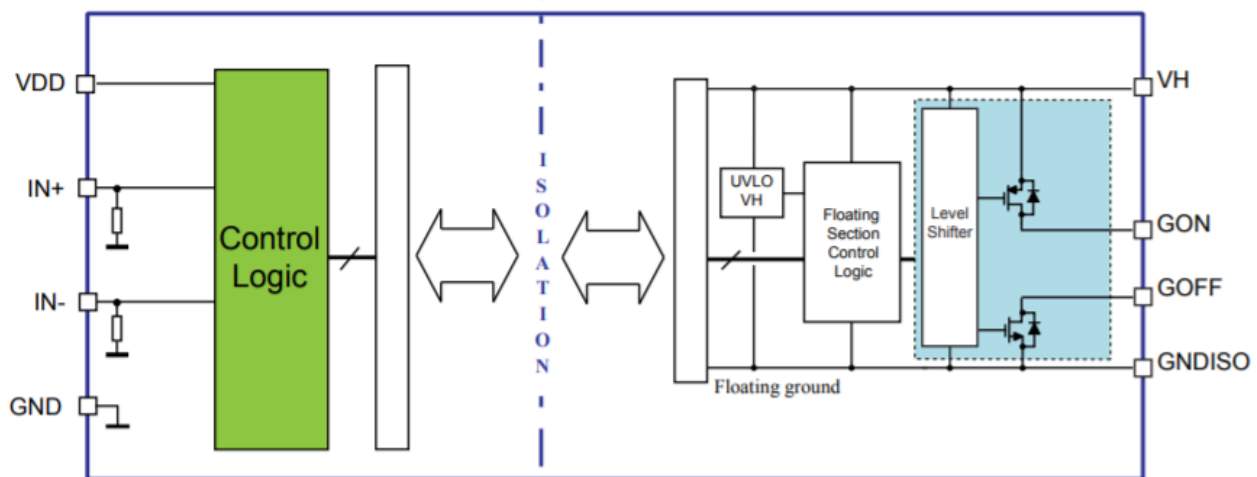 VDD
IN+
IN-
GND
Control
Logic
I
S
O
L
A
T
I
O
N
UVLO
VH
Floating
Section
Control
Logic
Level
Shifter
Floating ground
VH
GON
GOFF
GNDISO